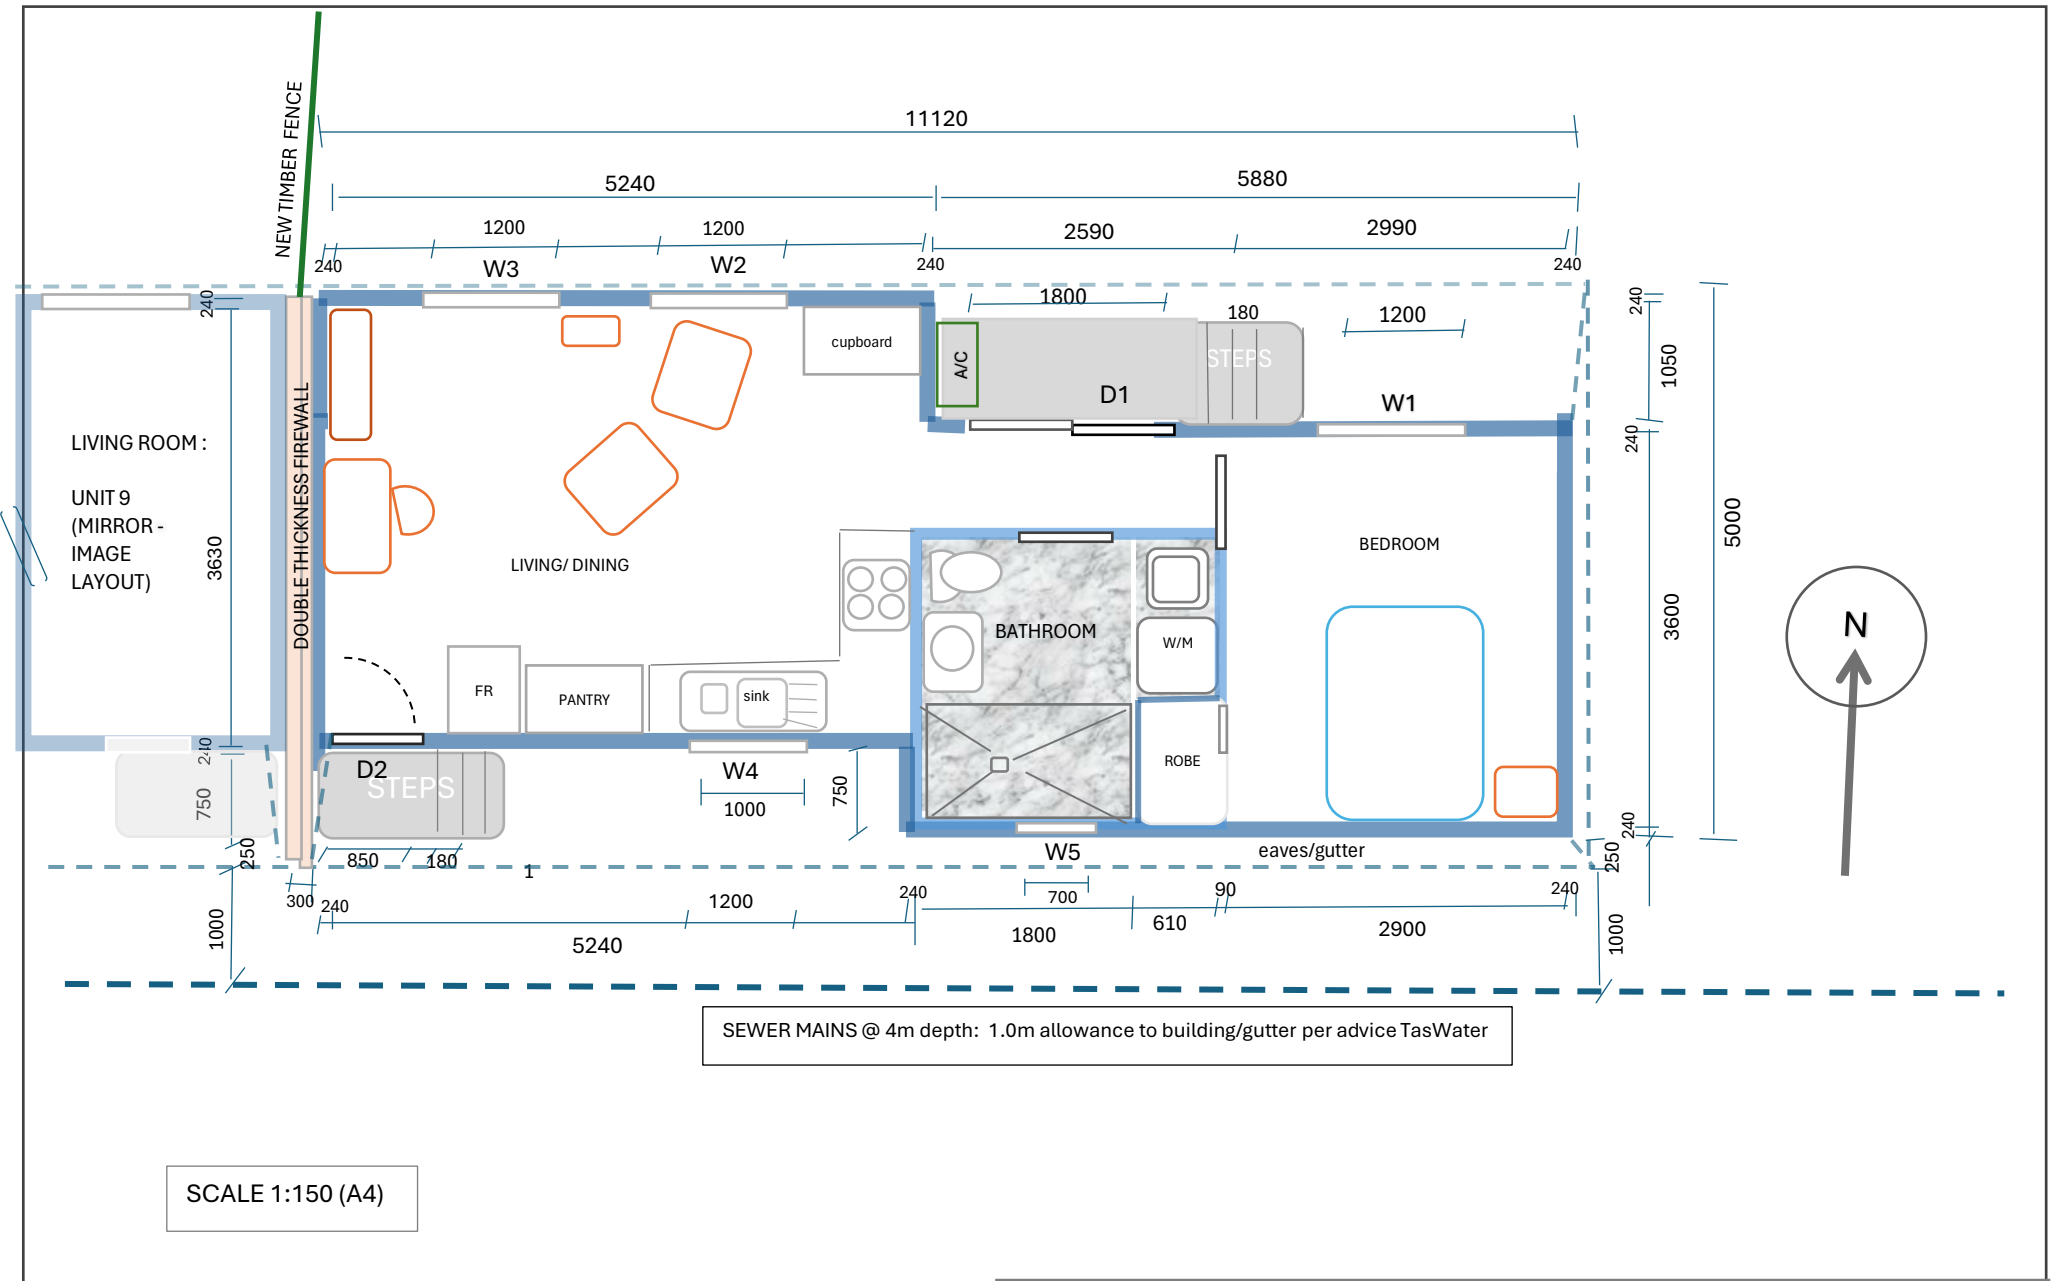 NEW TIMBER FENCE
11120
5240
5880
1200
1200
2590
2990
240
W3
W2
240
240
240
1800
180
1200
240
cupboard
A/C
STEPS
1050
D1
W1
240
DOUBLE THICKNESS FIREWALL
LIVING ROOM :
UNIT 9
(MIRROR -
IMAGE
LAYOUT)
3630
LIVING/ DINING
BEDROOM
5000
BATHROOM
3600
N
W/M
FR
PANTRY
sink
240
D2
STEPS
W4
ROBE
750
1000
750
240
250
850
180
1
W5
eaves/gutter
250
300
240
1200
240
700
90
240
610
1000
5240
1800
2900
1000
SEWER MAINS @ 4m depth: 1.0m allowance to building/gutter per advice TasWater
SCALE 1:150 (A4)